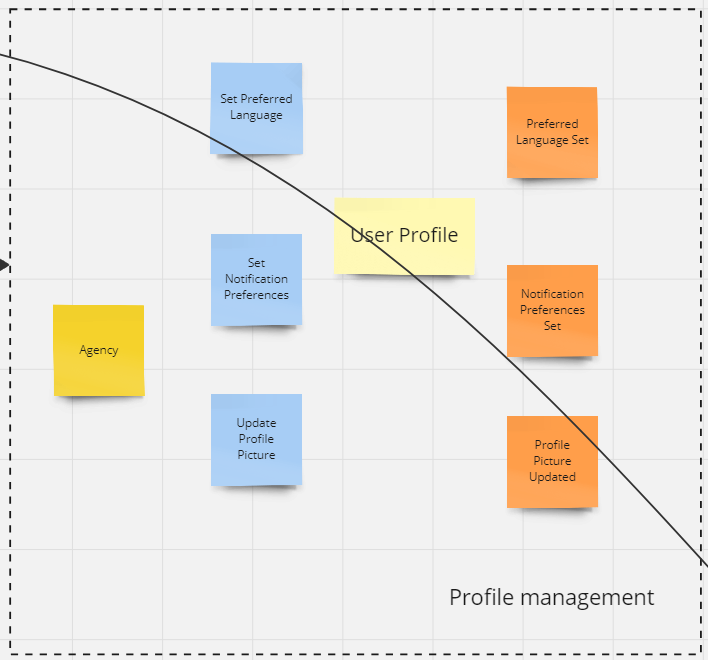 Set Preferred
Language
Preferred
Language Set
User Profile
Set
Notification
Preferences
Notification
Preferences
Set
Agency
Update
Profile
Picture
Profile
Picture
Updated
Profile management